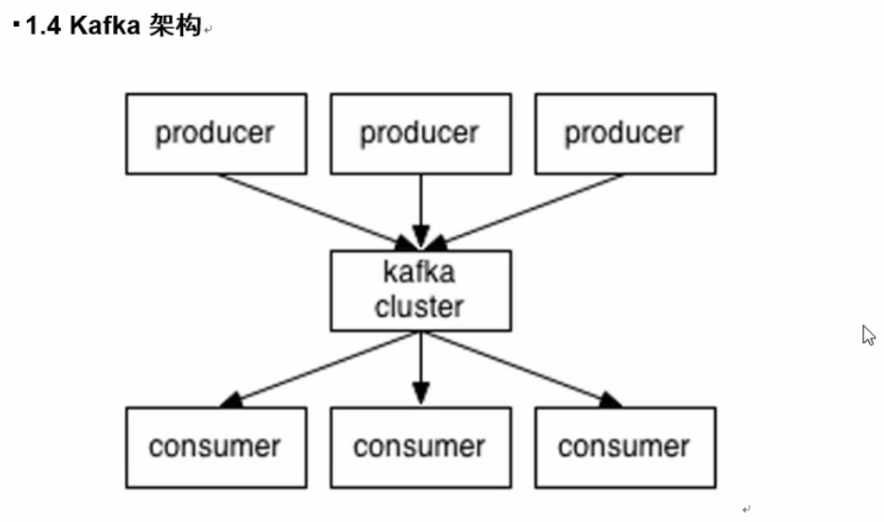 ▪1.4 Kafka 架构
producer producer producer
kafka
cluster
consumer consumer consumer